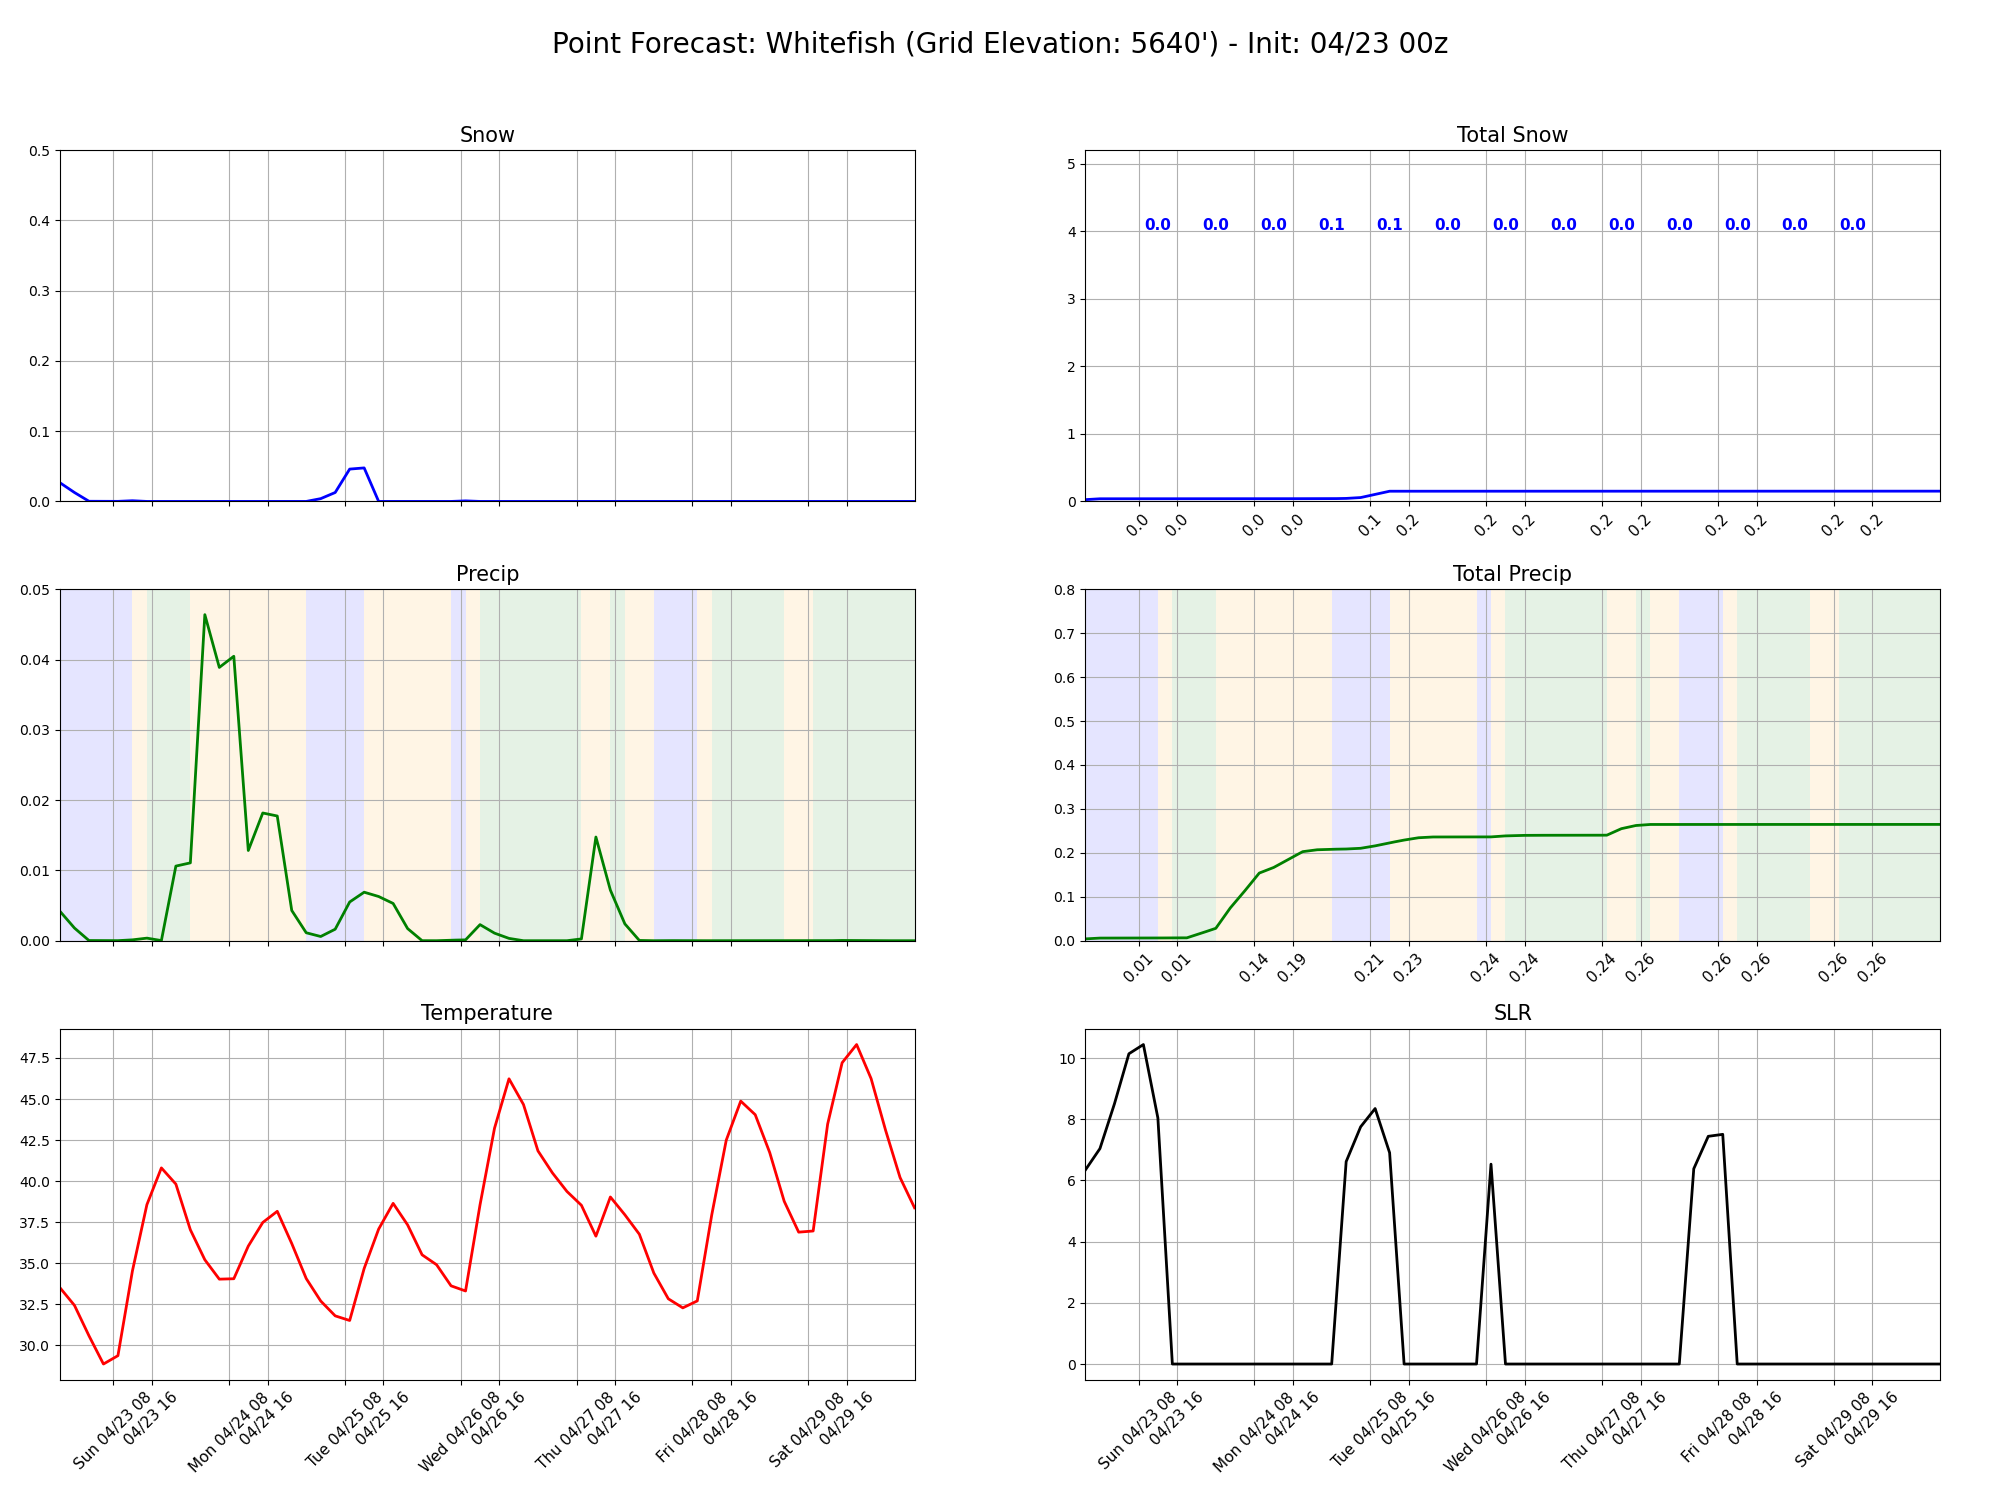 Point Forecast: Whitefish (Grid Elevation: 5640') - Init: 04/23 00z
Snow
0.5
0.4
0.3
0.2
0.1
0.0
Total Snow
5
4
3
2
1
0
0.0 0.0 0.0 0.1 0.1 0.0 0.0 0.0 0.0 0.0 0.0 0.0 0.0
0.0 0.0 0.0 0.0 0.1 0.2 0.2 0.2 0.2 0.2 0.2 0.2 0.2 0.2
Precip
0.05
0.04
0.03
0.02
0.01
0.00
Total Precip
0.8
0.7
0.6
0.5
0.4
0.3
0.2
0.1
0.0
0.01 0.01 0.14 0.19 0.21 0.23 0.24 0.24 0.24 0.26 0.26 0.26 0.26 0.26
Temperature
47.5
45.0
42.5
40.0
37.5
35.0
32.5
30.0
Sun 04/23 08
04/23 16
Mon 04/24 08
04/24 16
Tue 04/25 08
04/25 16
Wed 04/26 08
04/26 16
Thu 04/27 08
04/27 16
Fri 04/28 08
04/28 16
Sat 04/29 08
04/29 16
SLR
10
8
6
4
2
0
Sun 04/23 08
04/23 16
Mon 04/24 08
04/24 16
Tue 04/25 08
04/25 16
Wed 04/26 08
04/26 16
Thu 04/27 08
04/27 16
Fri 04/28 08
04/28 16
Sat 04/29 08
04/29 16